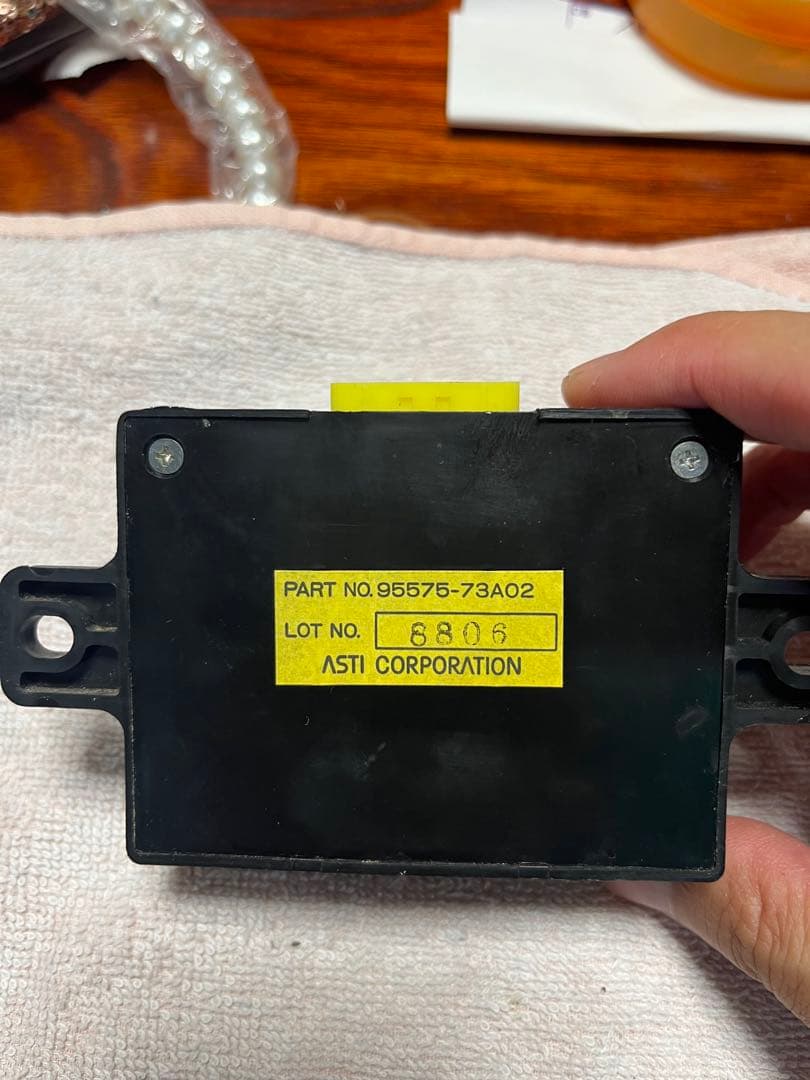 PART NO. 95575-73A02
LOT NO. 8806
ASTI CORPORATION